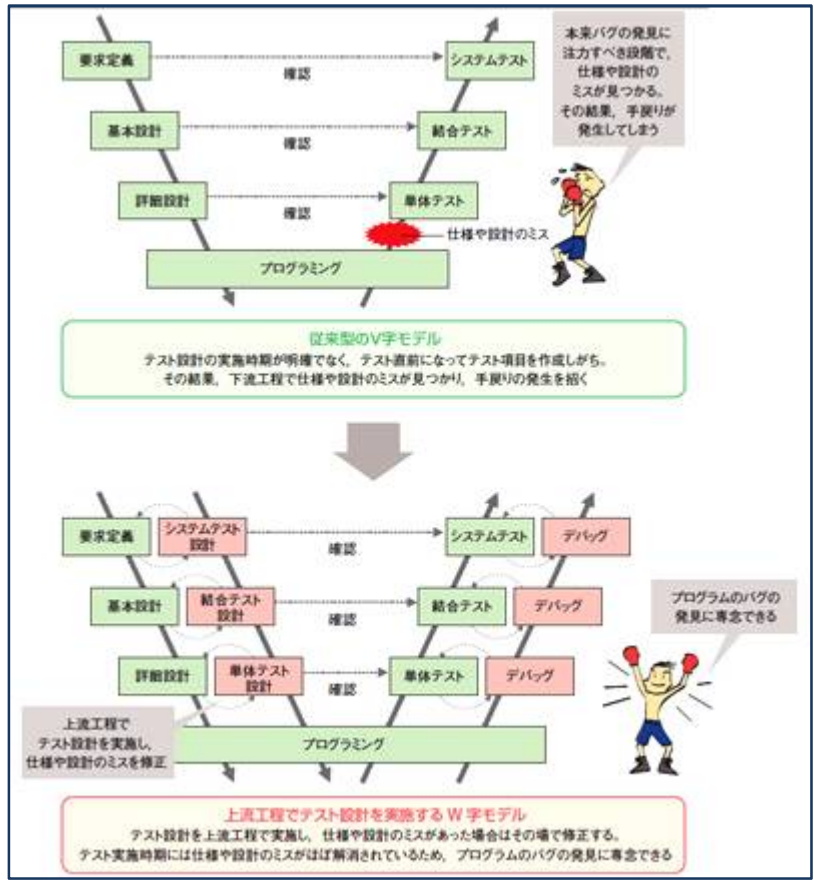 要求定義
確認
システムテスト
本来バグの発見に
注力すべき段階で，
仕様や設計の
ミスが見つかる。
その結果，手戻りが
発生してしまう
基本設計
確認
結合テスト
詳細設計
確認
単体テスト
仕様や設計のミス
プログラミング
従来型のV字モデル
テスト設計の実施時期が明確でなく，テスト直前になってテスト項目を作成しがち。
その結果，下流工程で仕様や設計のミスが見つかり，手戻りの発生を招く
要求定義
システムテスト
設計
確認
システムテスト
デバッグ
基本設計
結合テスト
設計
確認
結合テスト
デバッグ
プログラムのバグの
発見に専念できる
詳細設計
単体テスト
設計
確認
単体テスト
デバッグ
上流工程で
テスト設計を実施し，
仕様や設計のミスを修正
プログラミング
上流工程でテスト設計を実施するW字モデル
テスト設計を上流工程で実施し，仕様や設計のミスがあった場合はその場で修正する。
テスト実施時期には仕様や設計のミスがほぼ解消されているため，プログラムのバグの発見に専念できる